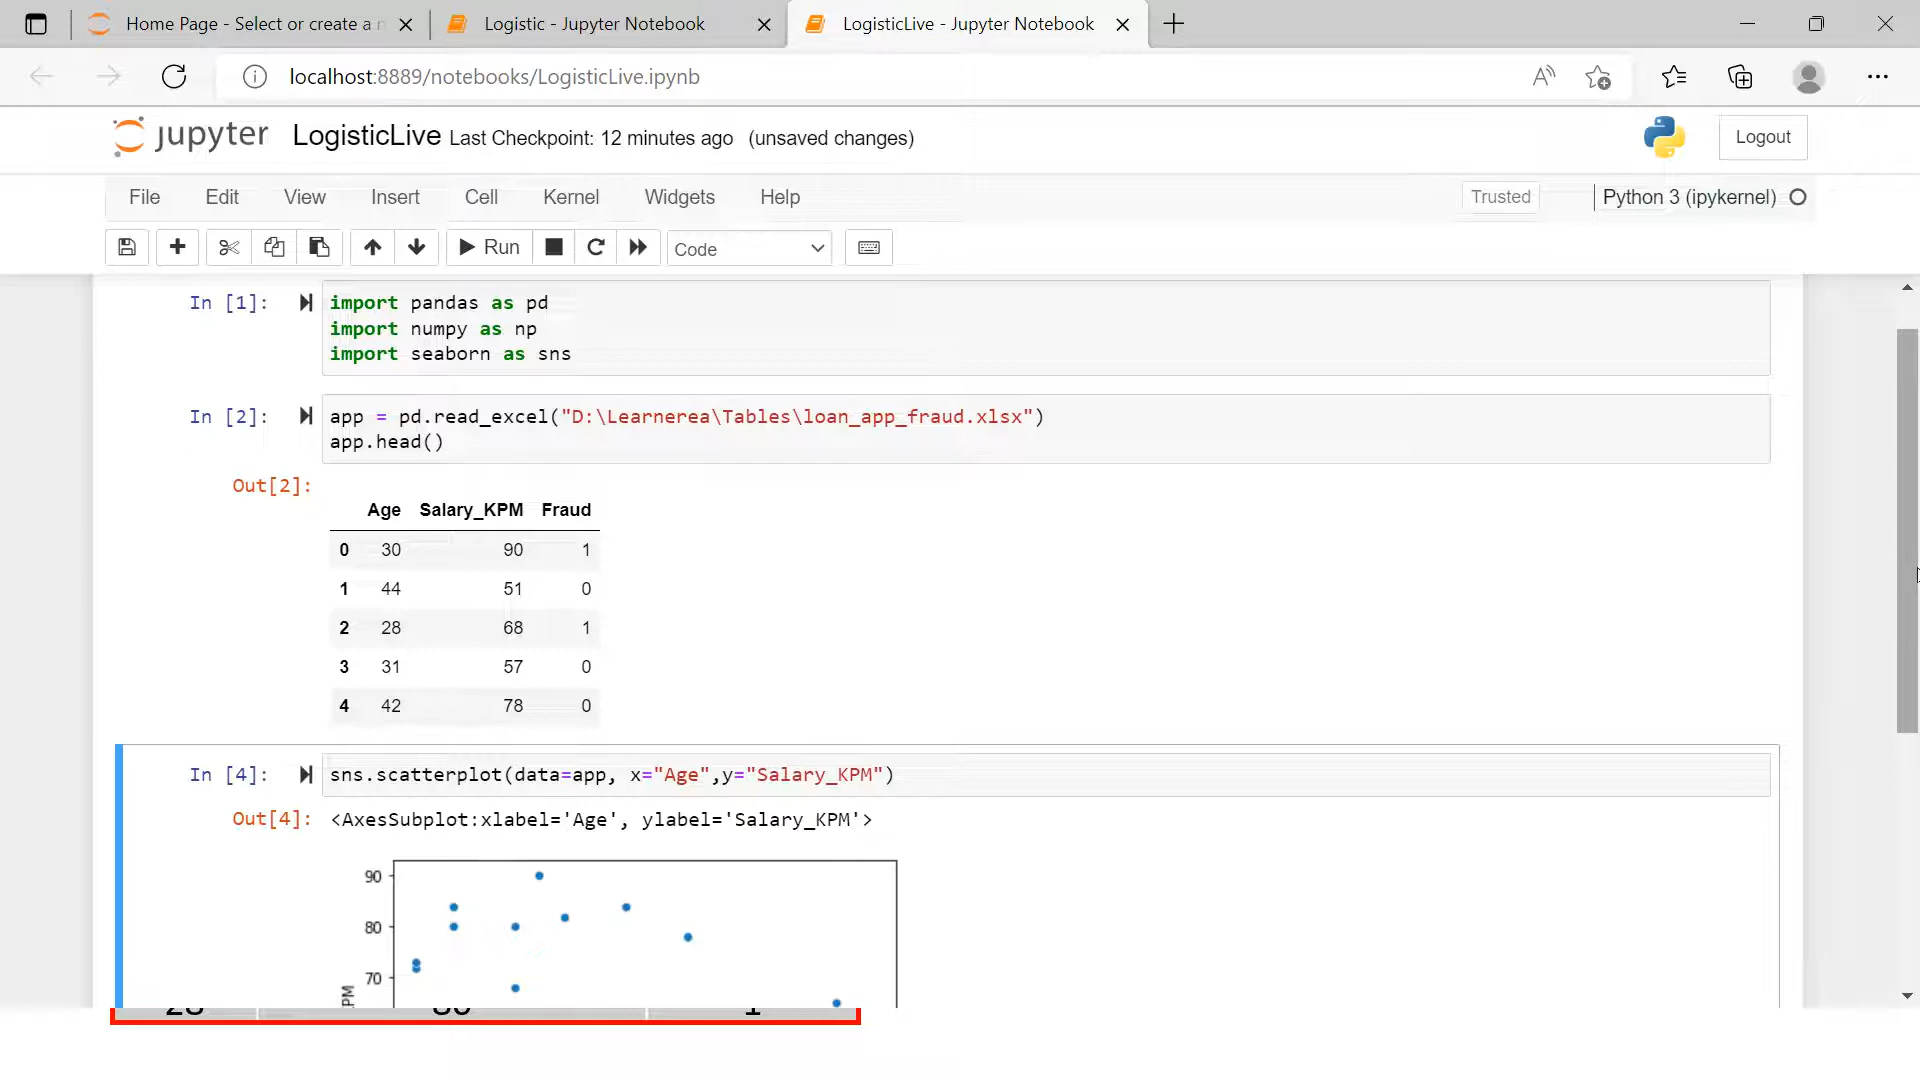 Home Page - Select or create a n
Logistic - Jupyter Notebook
LogisticLive - Jupyter Notebook
localhost:8889/notebooks/LogisticLive.ipynb
jupyter LogisticLive Last Checkpoint: 12 minutes ago (unsaved changes)
Logout
File Edit View Insert Cell Kernel Widgets Help
Trusted
Python 3 (ipykernel)
Run
Code
In [1]: import pandas as pd
import numpy as np
import seaborn as sns
In [2]: app = pd.read_excel("D:\Learnerea\Tables\loan_app_fraud.xlsx")
app.head()
Out[2]:
Age Salary_KPM Fraud
0 30 90 1
1 44 51 0
2 28 68 1
3 31 57 0
4 42 78 0
In [4]: sns.scatterplot(data=app, x="Age",y="Salary_KPM")
Out[4]: <AxesSubplot:xlabel='Age', ylabel='Salary_KPM'>
90
80
70
PM